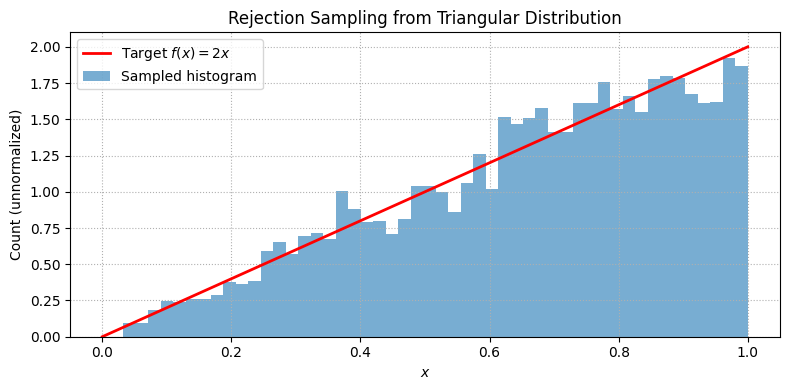 Rejection Sampling from Triangular Distribution
Target f(x) = 2x
Sampled histogram
Count (unnormalized)
2.00
1.75
1.50
1.25
1.00
0.75
0.50
0.25
0.00
0.0 0.2 0.4 0.6 0.8 1.0
x